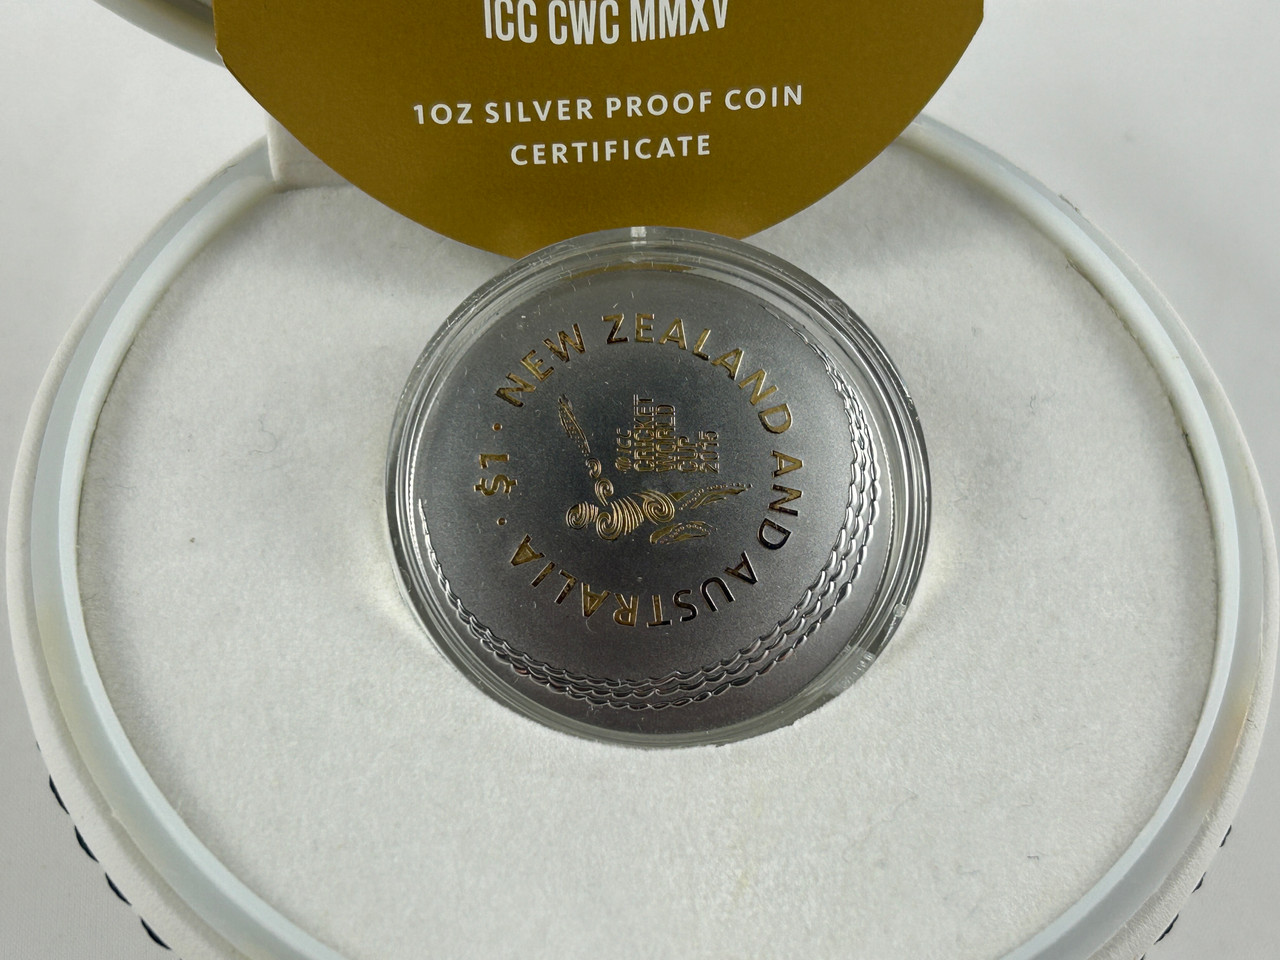 ICC CWC MMXV
1OZ SILVER PROOF COIN
CERTIFICATE
NEW ZEALAND AND AUSTRALIA · $1 ·
ICC
CRICKET
WORLD
CUP
2015